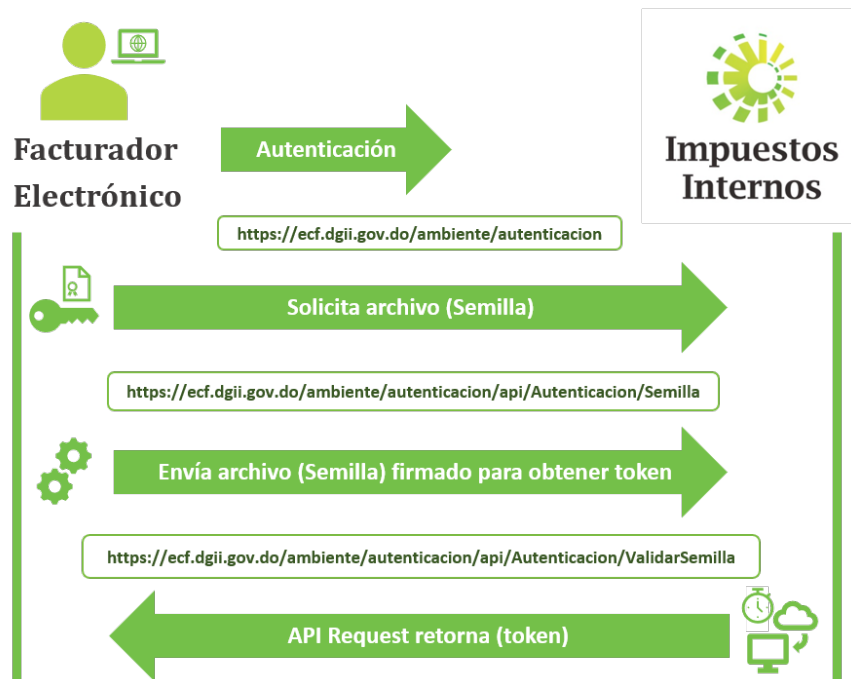 Facturador
Electrónico
Autenticación
Impuestos
Internos
https://ecf.dgii.gov.do/ambiente/autenticacion
Solicita archivo (Semilla)
https://ecf.dgii.gov.do/ambiente/autenticacion/api/Autenticacion/Semilla
Envía archivo (Semilla) firmado para obtener token
https://ecf.dgii.gov.do/ambiente/autenticacion/api/Autenticacion/ValidarSemilla
API Request retorna (token)